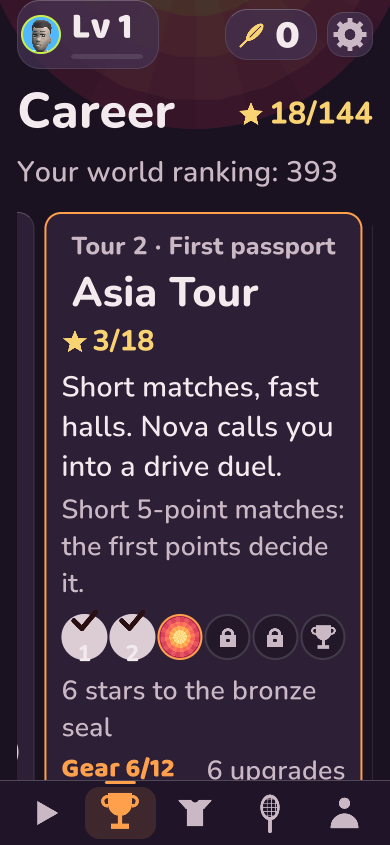 Lv 1
0
Career
18/144
Your world ranking: 393
Tour 2 · First passport
Asia Tour
3/18
Short matches, fast
halls. Nova calls you
into a drive duel.
Short 5-point matches:
the first points decide
it.
1 2
6 stars to the bronze
seal
Gear 6/12 6 upgrades